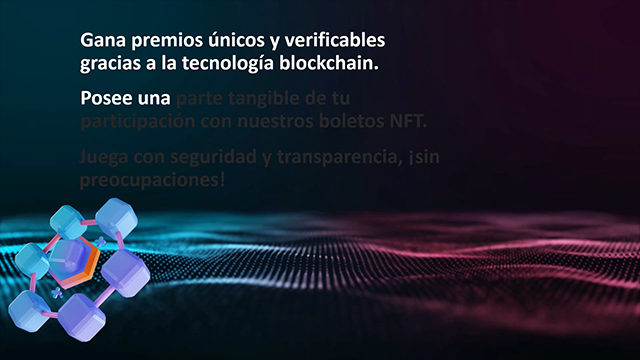 Gana premios únicos y verificables
gracias a la tecnología blockchain.
Posee una parte tangible de tu
participación con nuestros boletos NFT.
Juega con seguridad y transparencia, ¡sin
preocupaciones!